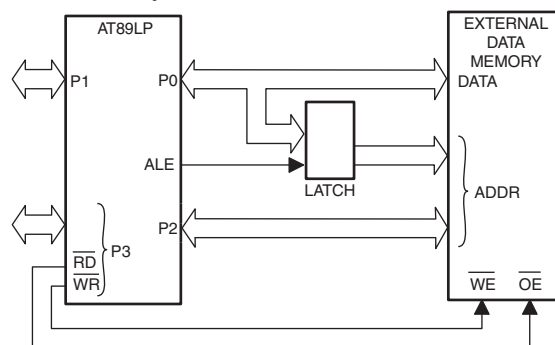 AT89LP
EXTERNAL
DATA
MEMORY
P1
P0
DATA
ALE
LATCH
ADDR
P2
P3
RD
WR
WE
OE